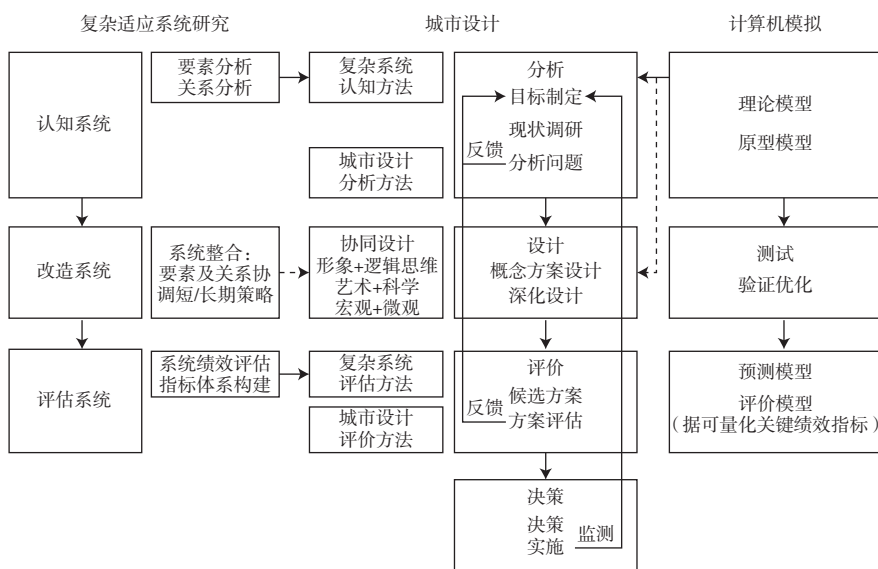 复杂适应系统研究
城市设计
计算机模拟
认知系统
要素分析
关系分析
复杂系统
认知方法
城市设计
分析方法
分析
目标制定
现状调研
反馈
分析问题
理论模型
原型模型
改造系统
系统整合：
要素及关系协
调短/长期策略
协同设计
形象+逻辑思维
艺术+科学
宏观+微观
设计
概念方案设计
深化设计
测试
验证优化
评估系统
系统绩效评估
指标体系构建
复杂系统
评估方法
城市设计
评价方法
评价
候选方案
反馈
方案评估
预测模型
评价模型
（据可量化关键绩效指标）
决策
决策
实施
监测